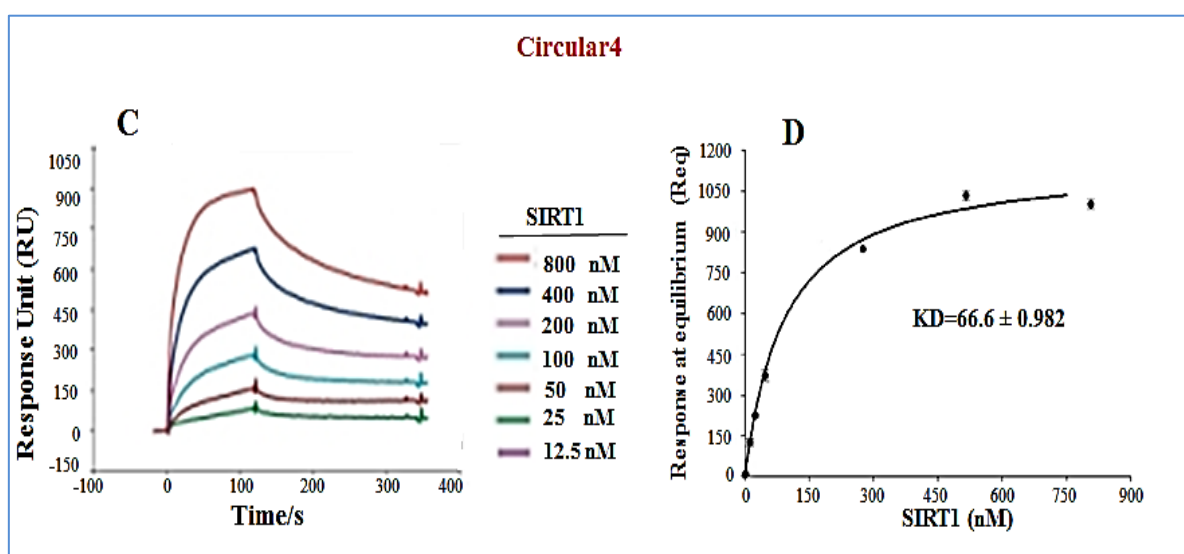 Circular4
C
Response Unit (RU)
1050
900
750
600
450
300
150
0
-150
-100
0
100
200
300
400
Time/s
SIRT1
800 nM
400 nM
200 nM
100 nM
50 nM
25 nM
12.5 nM
D
Response at equilibrium (Req)
1200
1050
900
750
600
450
300
150
0
KD=66.6 ± 0.982
0
150
300
450
600
750
900
SIRT1 (nM)